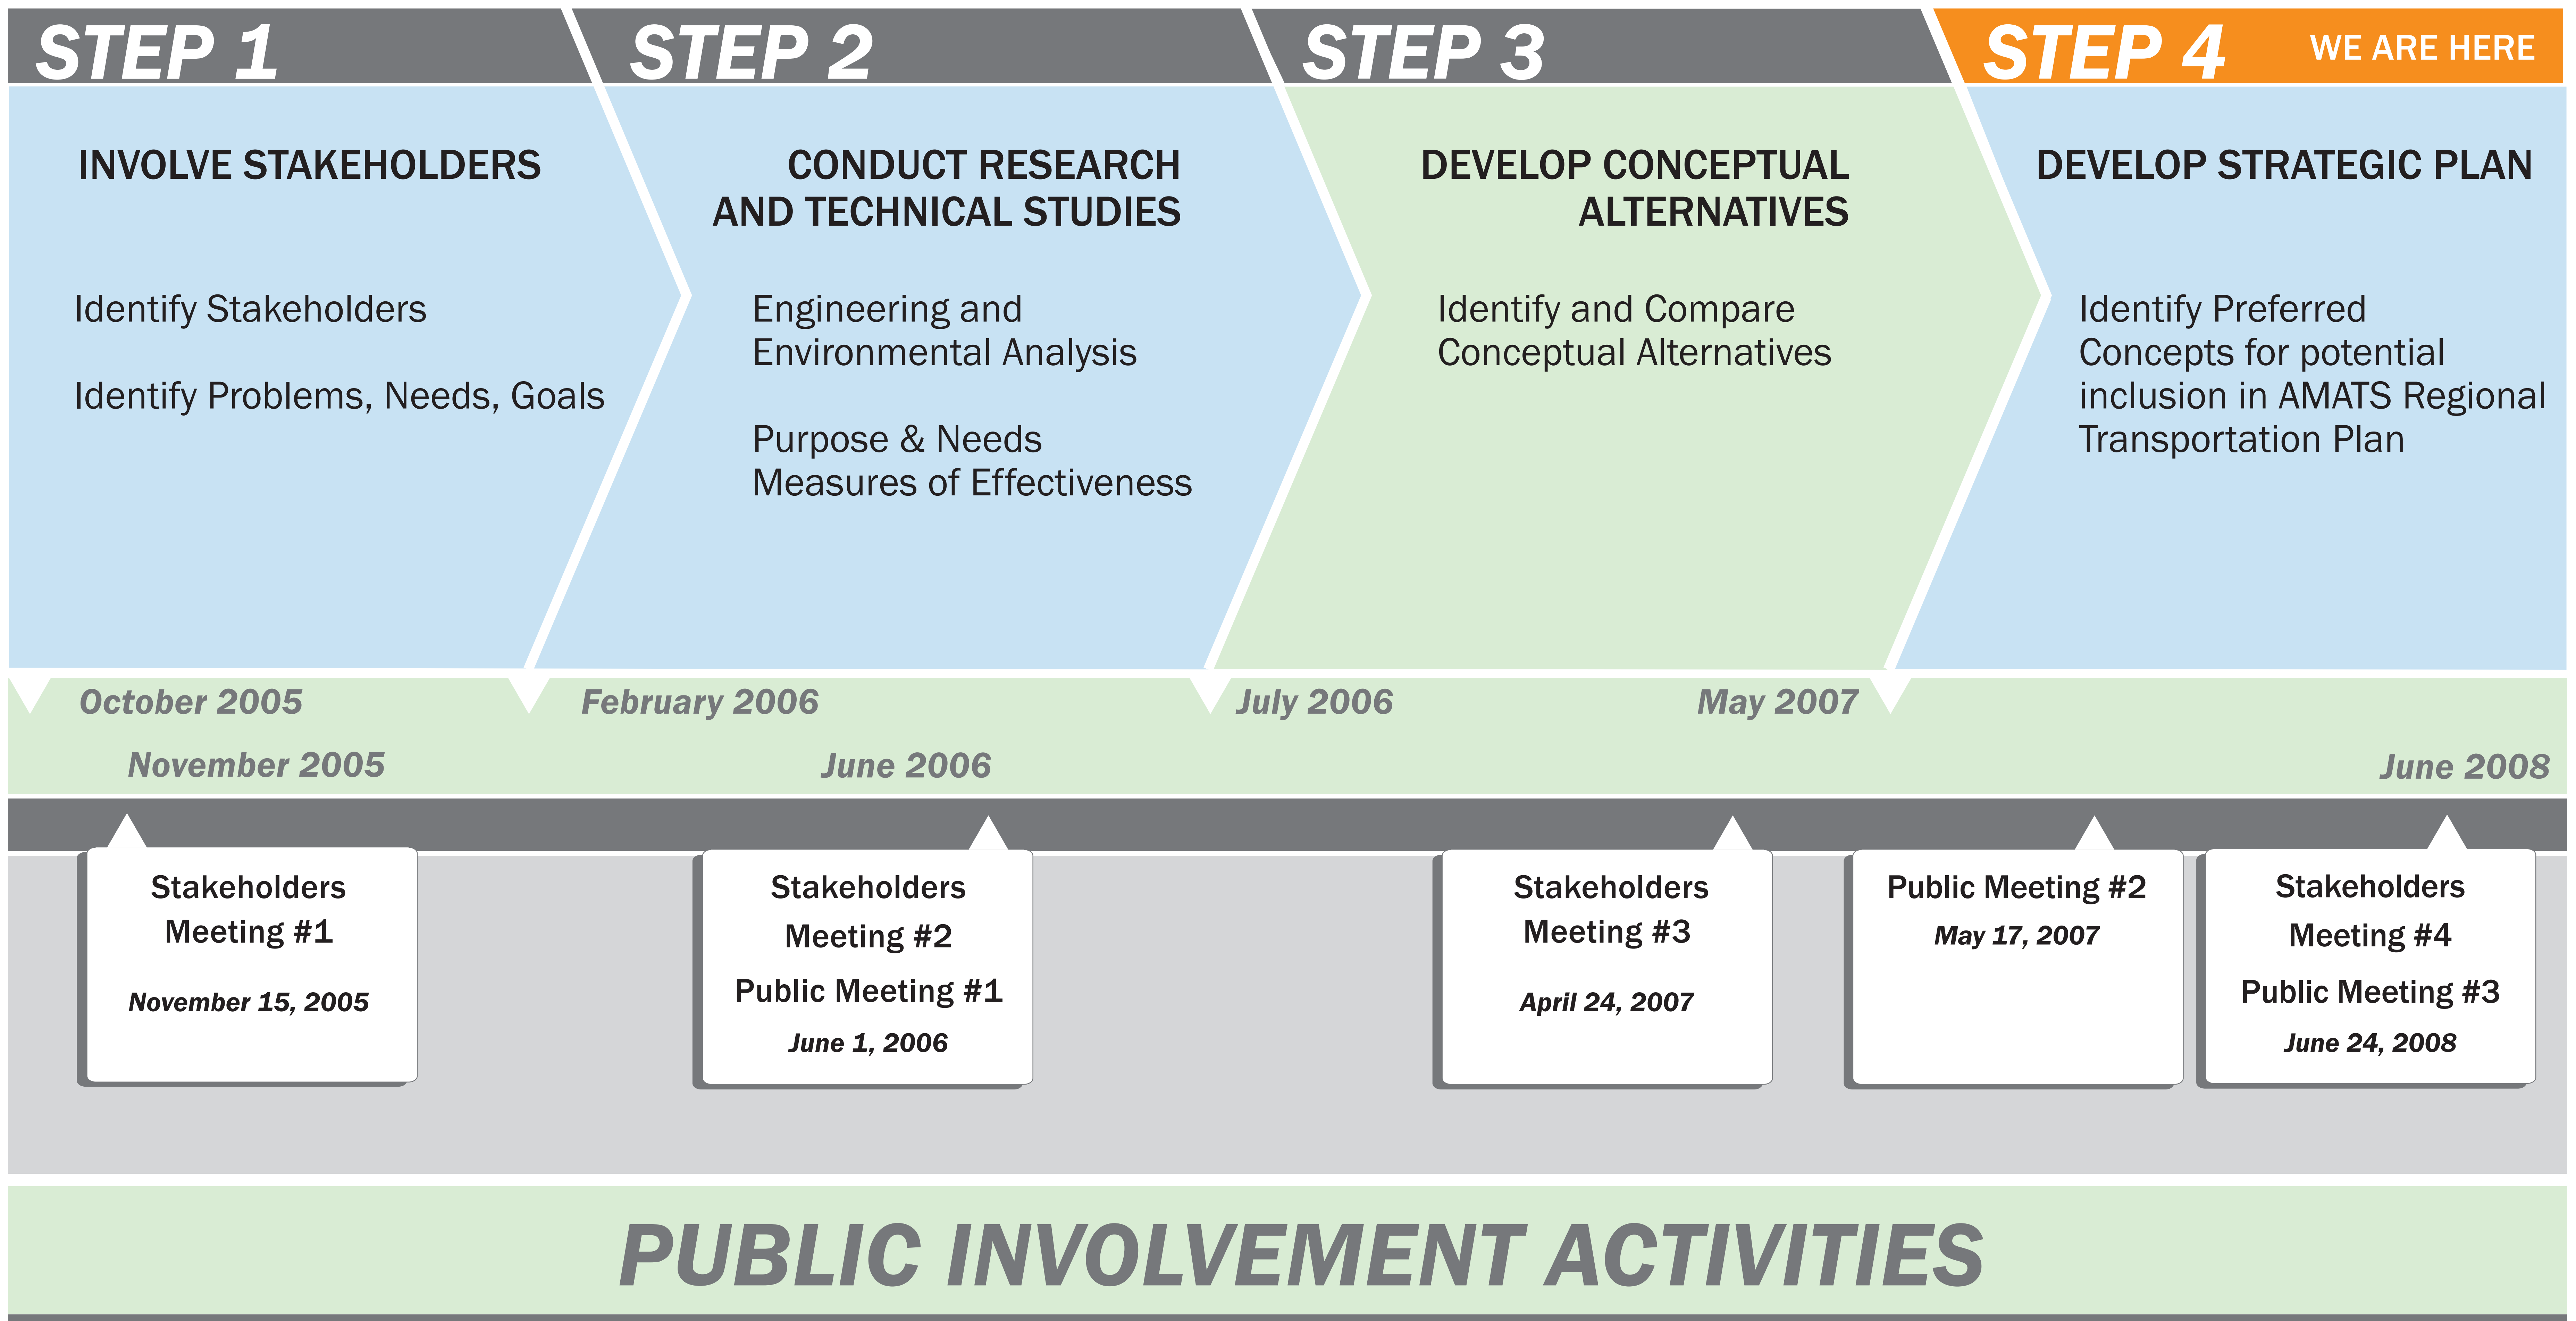 STEP 1
STEP 2
STEP 3
STEP 4
WE ARE HERE
INVOLVE STAKEHOLDERS
Identify Stakeholders
Identify Problems, Needs, Goals
CONDUCT RESEARCH
AND TECHNICAL STUDIES
Engineering and
Environmental Analysis
Purpose & Needs
Measures of Effectiveness
DEVELOP CONCEPTUAL
ALTERNATIVES
Identify and Compare
Conceptual Alternatives
DEVELOP STRATEGIC PLAN
Identify Preferred
Concepts for potential
inclusion in AMATS Regional
Transportation Plan
October 2005
February 2006
July 2006
May 2007
November 2005
June 2006
June 2008
Stakeholders
Meeting #1
November 15, 2005
Stakeholders
Meeting #2
Public Meeting #1
June 1, 2006
Stakeholders
Meeting #3
April 24, 2007
Public Meeting #2
May 17, 2007
Stakeholders
Meeting #4
Public Meeting #3
June 24, 2008
PUBLIC INVOLVEMENT ACTIVITIES